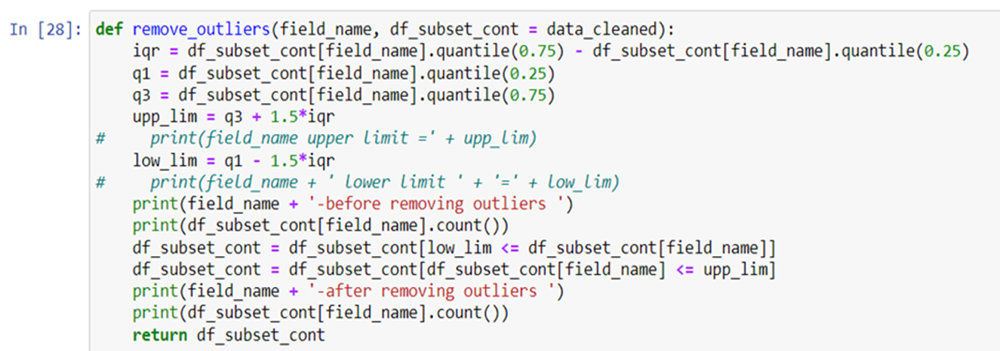 In [28]: def remove_outliers(field_name, df_subset_cont = data_cleaned):
    iqr = df_subset_cont[field_name].quantile(0.75) - df_subset_cont[field_name].quantile(0.25)
    q1 = df_subset_cont[field_name].quantile(0.25)
    q3 = df_subset_cont[field_name].quantile(0.75)
    upp_lim = q3 + 1.5*iqr
#     print(field_name upper limit =' + upp_lim)
    low_lim = q1 - 1.5*iqr
#     print(field_name + ' lower limit ' + '=' + low_lim)
    print(field_name + '-before removing outliers ')
    print(df_subset_cont[field_name].count())
    df_subset_cont = df_subset_cont[low_lim <= df_subset_cont[field_name]]
    df_subset_cont = df_subset_cont[df_subset_cont[field_name] <= upp_lim]
    print(field_name + '-after removing outliers ')
    print(df_subset_cont[field_name].count())
    return df_subset_cont